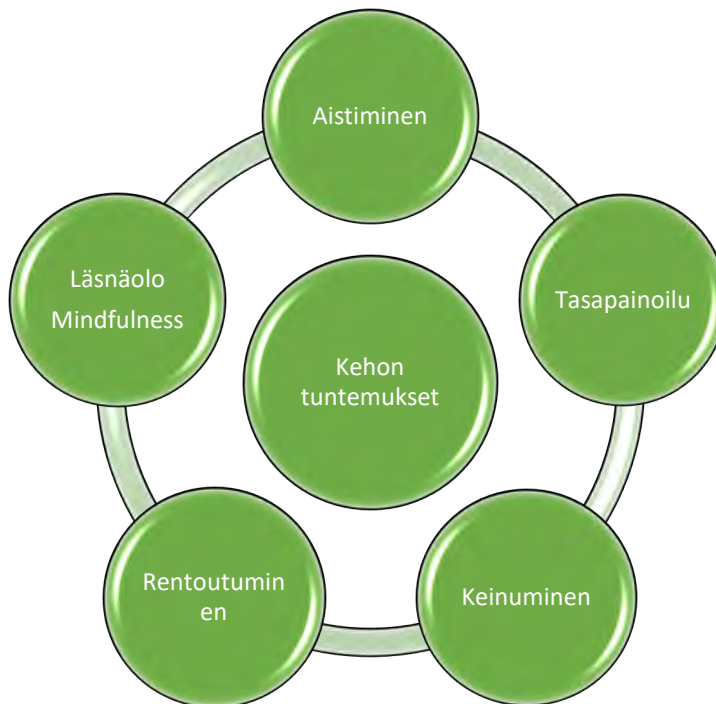 Aistiminen
Tasapainoilu
Keinuminen
Rentoutumin
en
Läsnäolo
Mindfulness
Kehon
tuntemukset